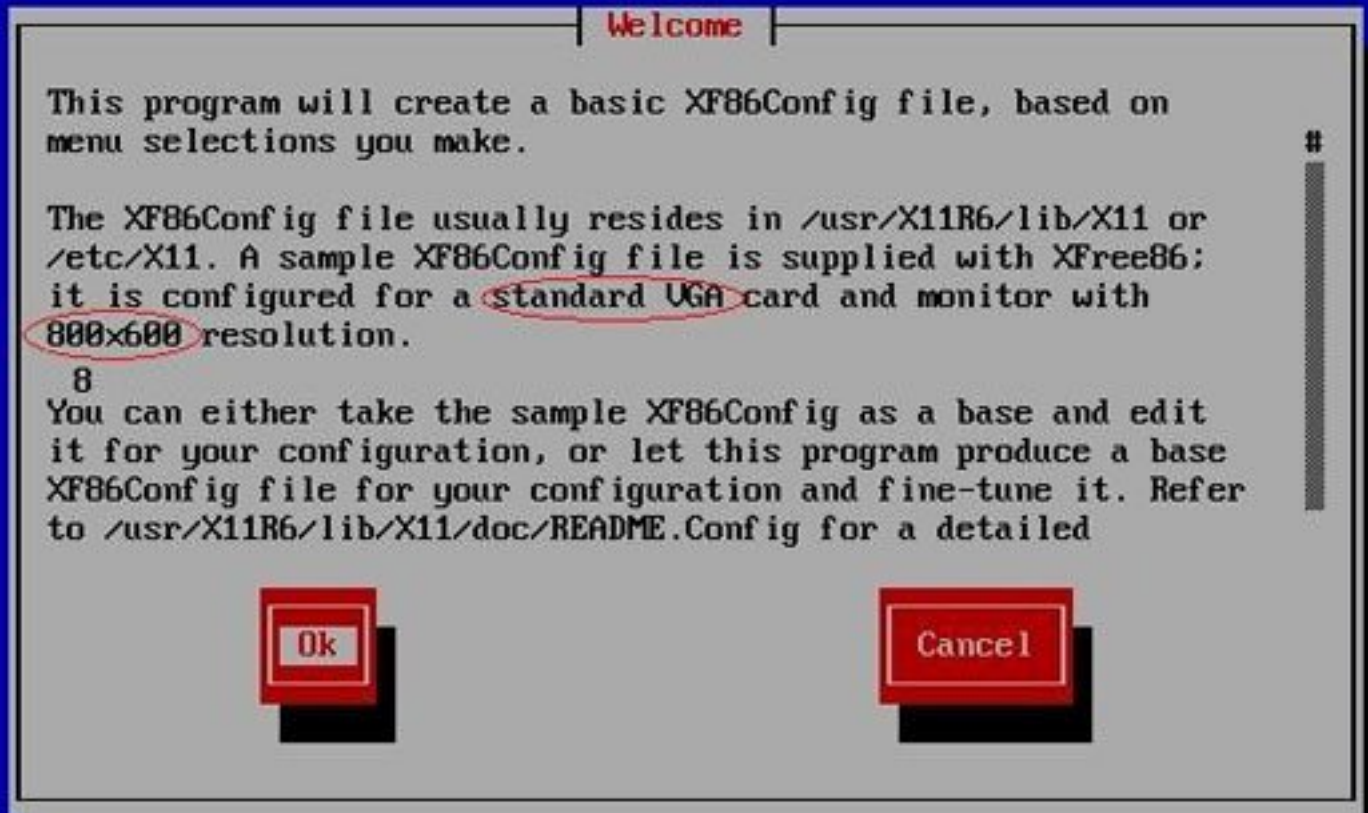 Welcome
This program will create a basic XF86Config file, based on
menu selections you make.
#
The XF86Config file usually resides in /usr/X11R6/lib/X11 or
/etc/X11. A sample XF86Config file is supplied with XFree86;
it is configured for a standard VGA card and monitor with
800x600 resolution.
8
You can either take the sample XF86Config as a base and edit
it for your configuration, or let this program produce a base
XF86Config file for your configuration and fine-tune it. Refer
to /usr/X11R6/lib/X11/doc/README.Config for a detailed
Ok
Cancel